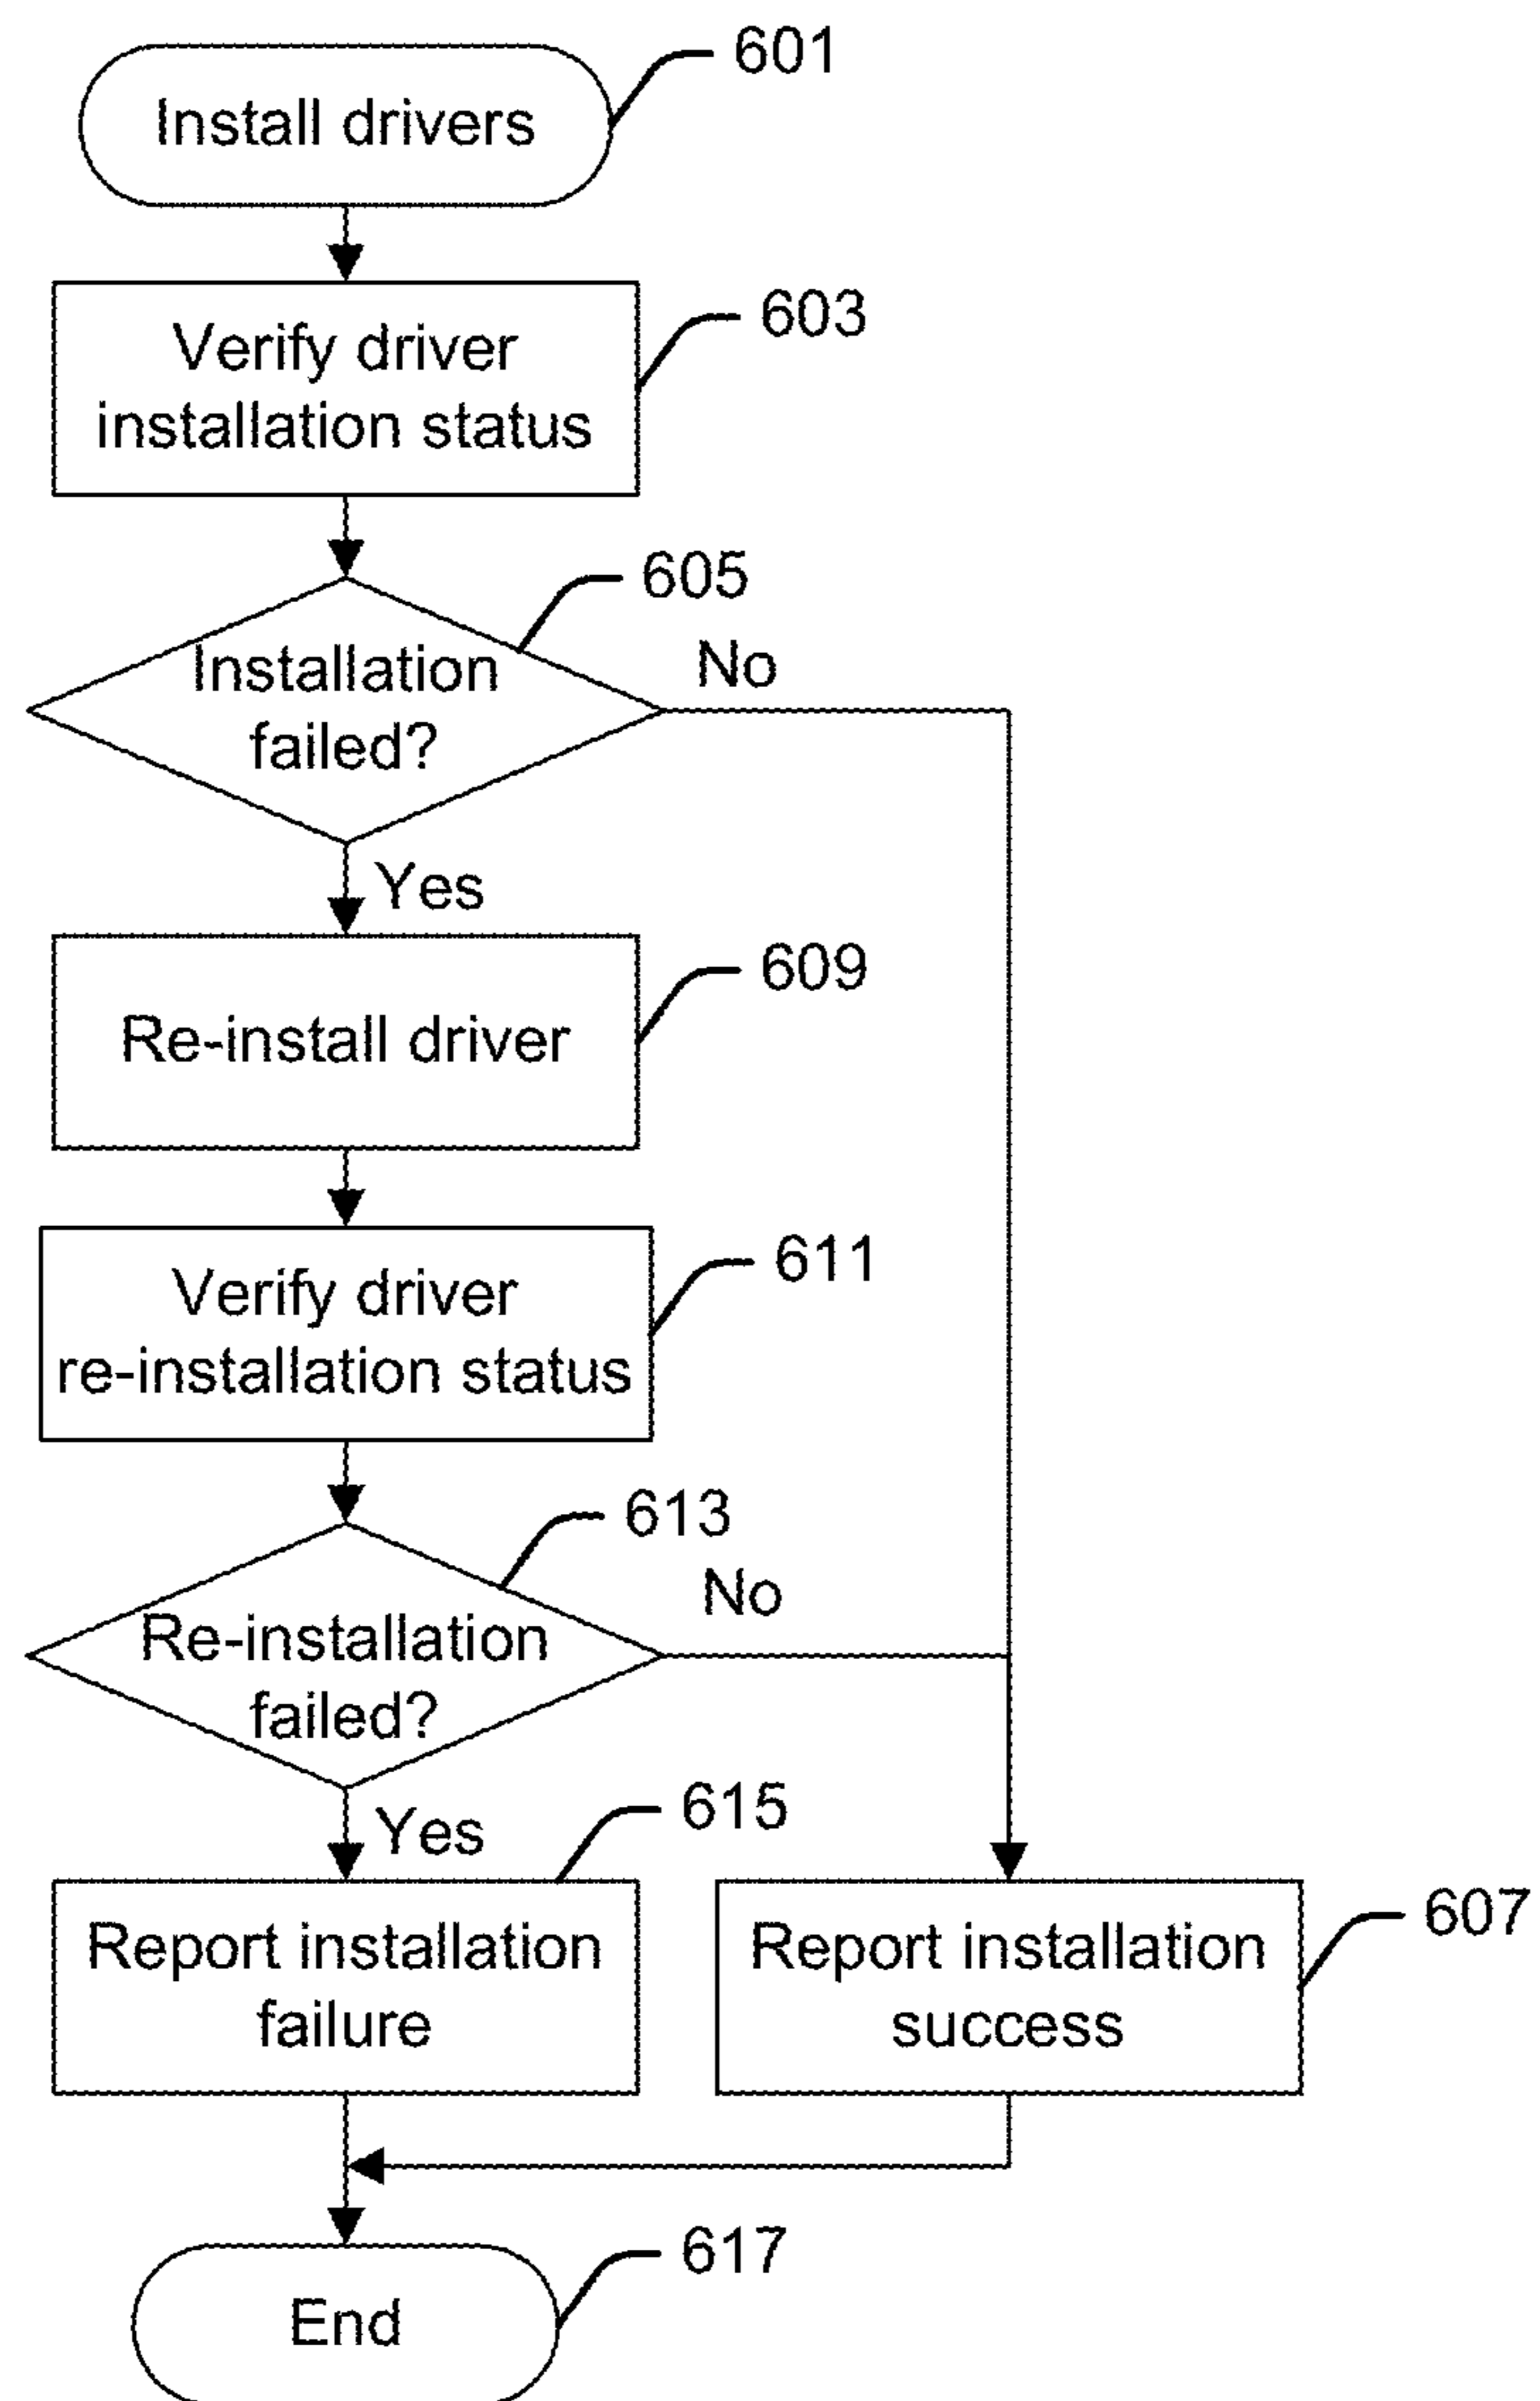 601
Install drivers
603
Verify driver
installation status
605
No
Installation
failed?
Yes
609
Re-install driver
611
Verify driver
re-installation status
613
No
Re-installation
failed?
Yes
615
Report installation
failure
607
Report installation
success
617
End